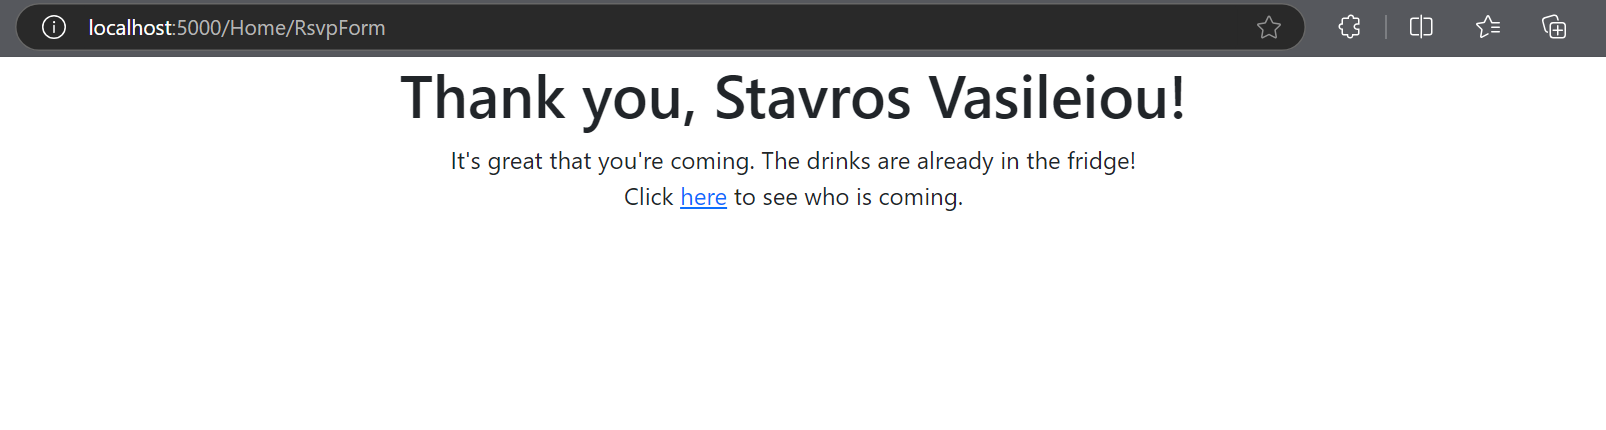 localhost:5000/Home/RsvpForm
Thank you, Stavros Vasileiou!
It's great that you're coming. The drinks are already in the fridge!
Click here to see who is coming.